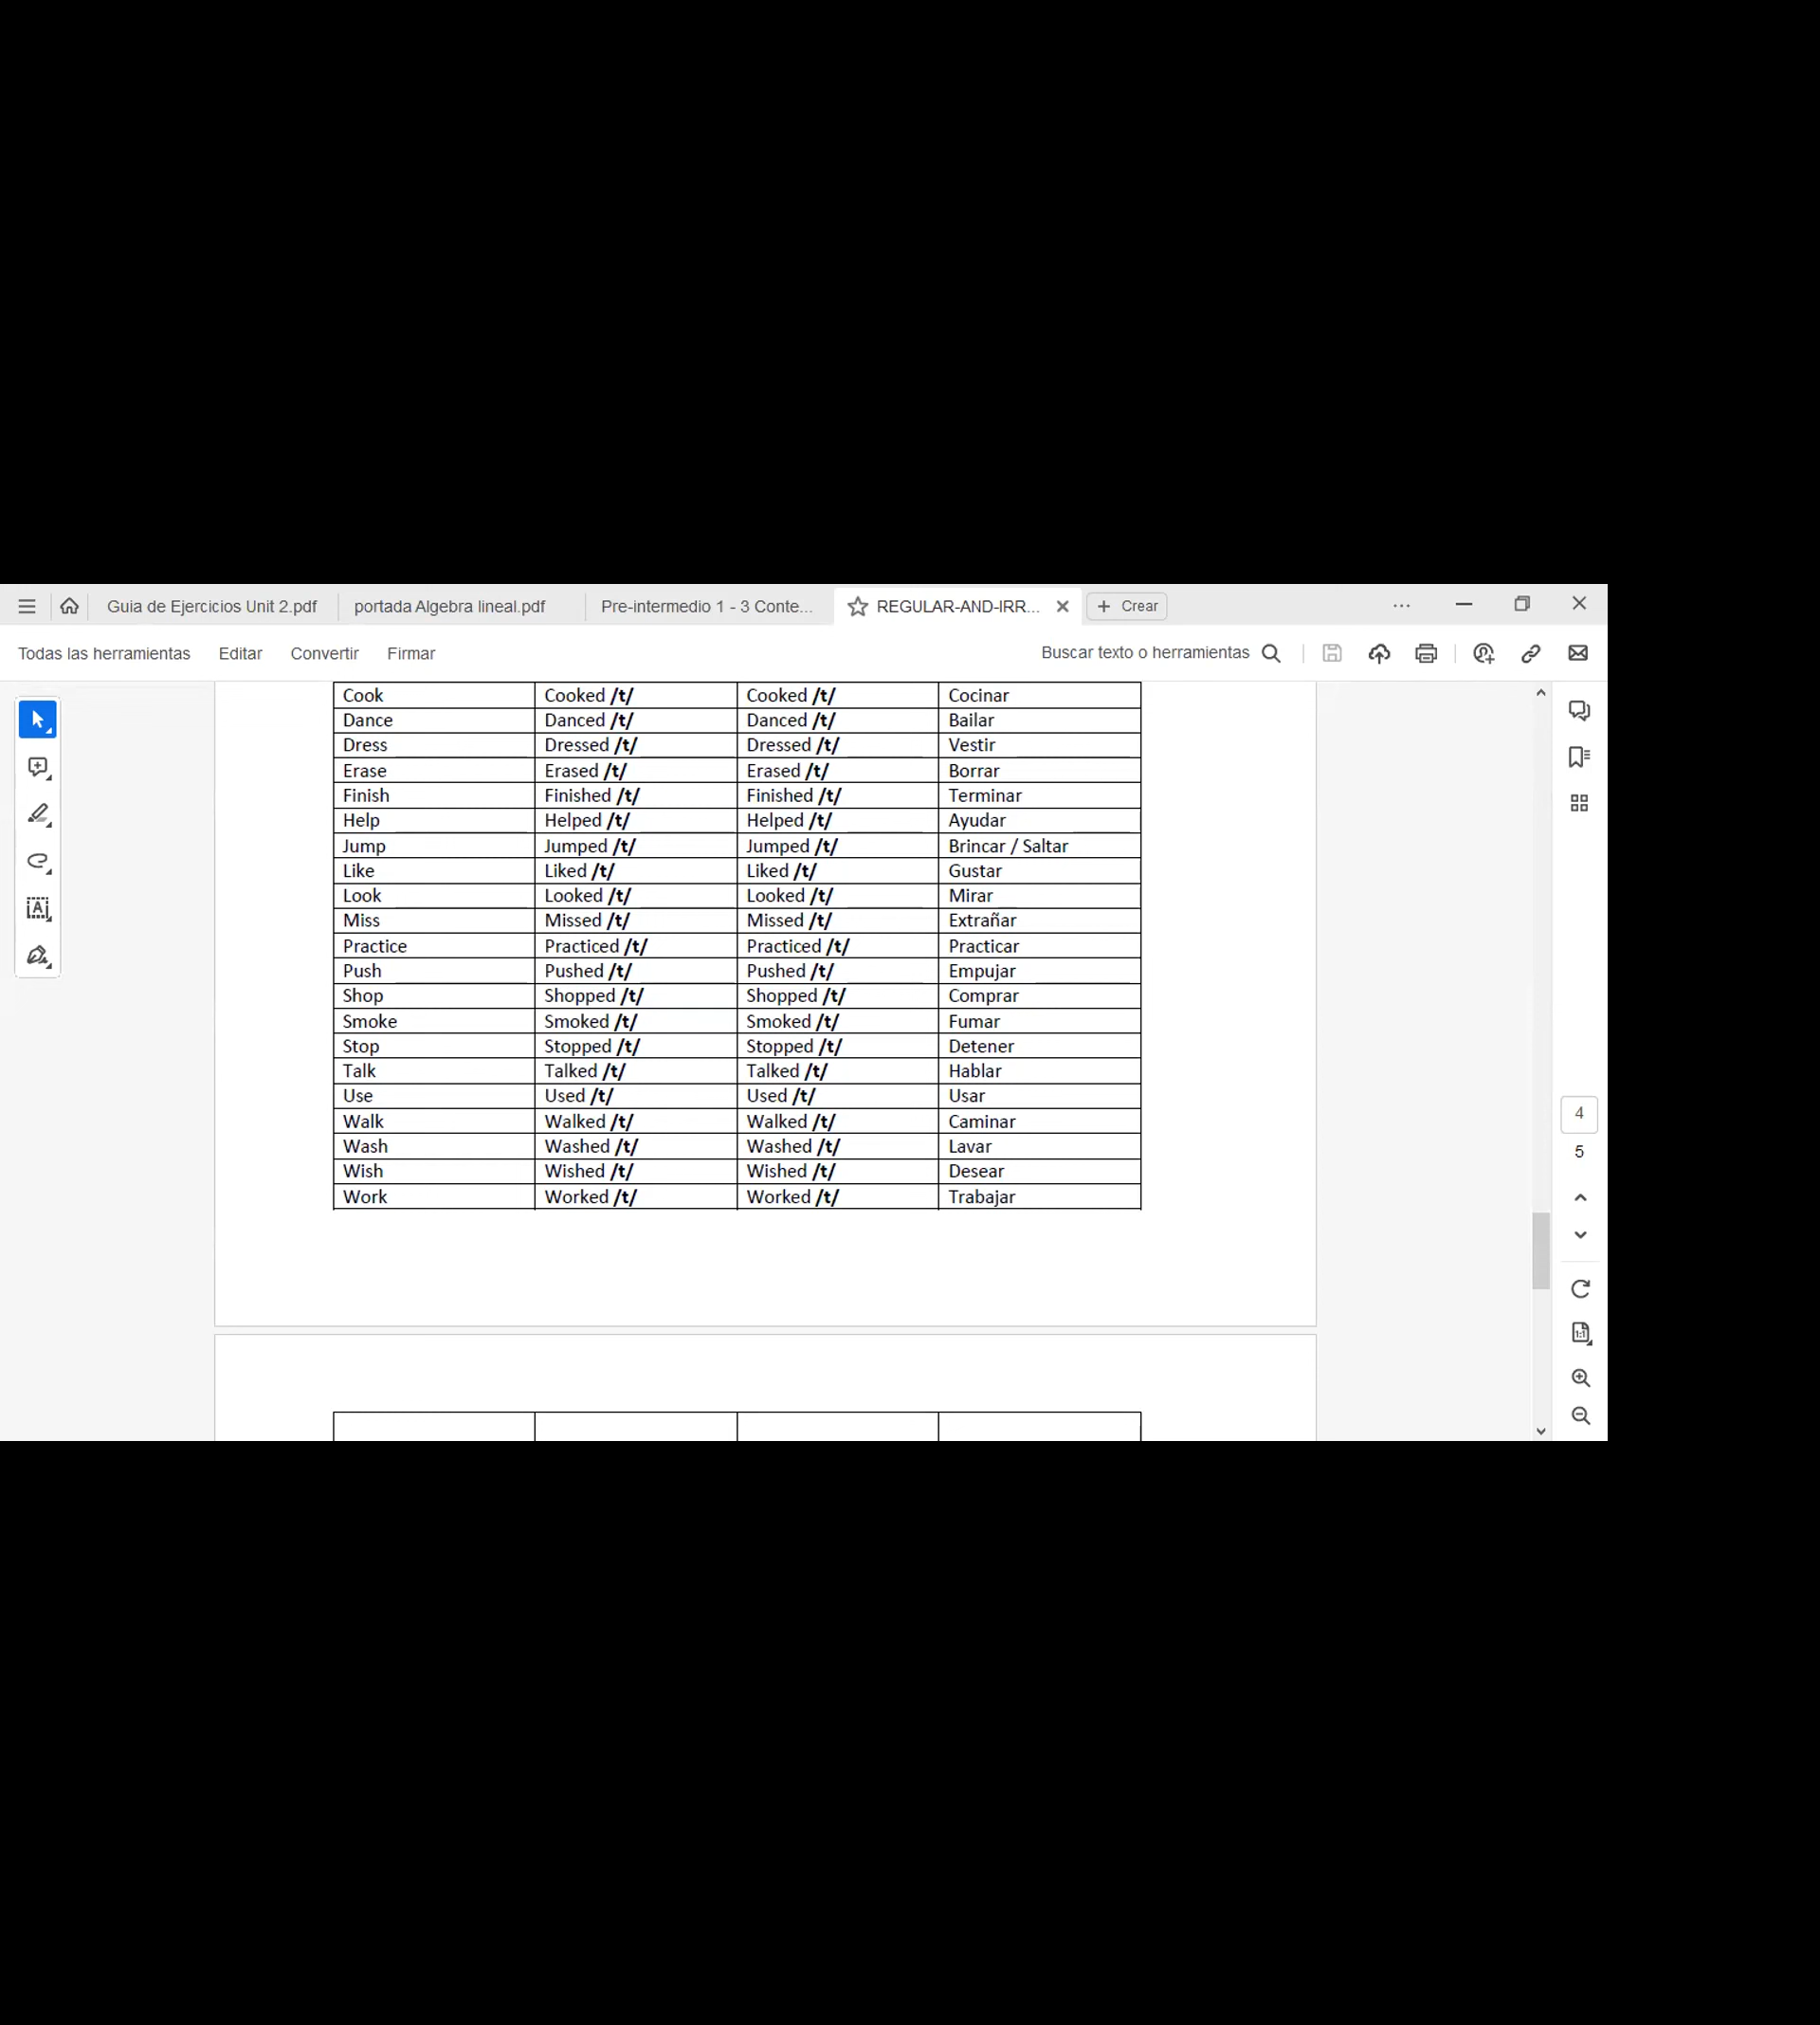 Guia de Ejercicios Unit 2.pdf portada Algebra lineal.pdf Pre-intermedio 1 - 3 Conte... REGULAR-AND-IRR... + Crear
Todas las herramientas Editar Convertir Firmar Buscar texto o herramientas
Cook Cooked /t/ Cooked /t/ Cocinar
Dance Danced /t/ Danced /t/ Bailar
Dress Dressed /t/ Dressed /t/ Vestir
Erase Erased /t/ Erased /t/ Borrar
Finish Finished /t/ Finished /t/ Terminar
Help Helped /t/ Helped /t/ Ayudar
Jump Jumped /t/ Jumped /t/ Brincar / Saltar
Like Liked /t/ Liked /t/ Gustar
Look Looked /t/ Looked /t/ Mirar
Miss Missed /t/ Missed /t/ Extrañar
Practice Practiced /t/ Practiced /t/ Practicar
Push Pushed /t/ Pushed /t/ Empujar
Shop Shopped /t/ Shopped /t/ Comprar
Smoke Smoked /t/ Smoked /t/ Fumar
Stop Stopped /t/ Stopped /t/ Detener
Talk Talked /t/ Talked /t/ Hablar
Use Used /t/ Used /t/ Usar
Walk Walked /t/ Walked /t/ Caminar
Wash Washed /t/ Washed /t/ Lavar
Wish Wished /t/ Wished /t/ Desear
Work Worked /t/ Worked /t/ Trabajar
4
5